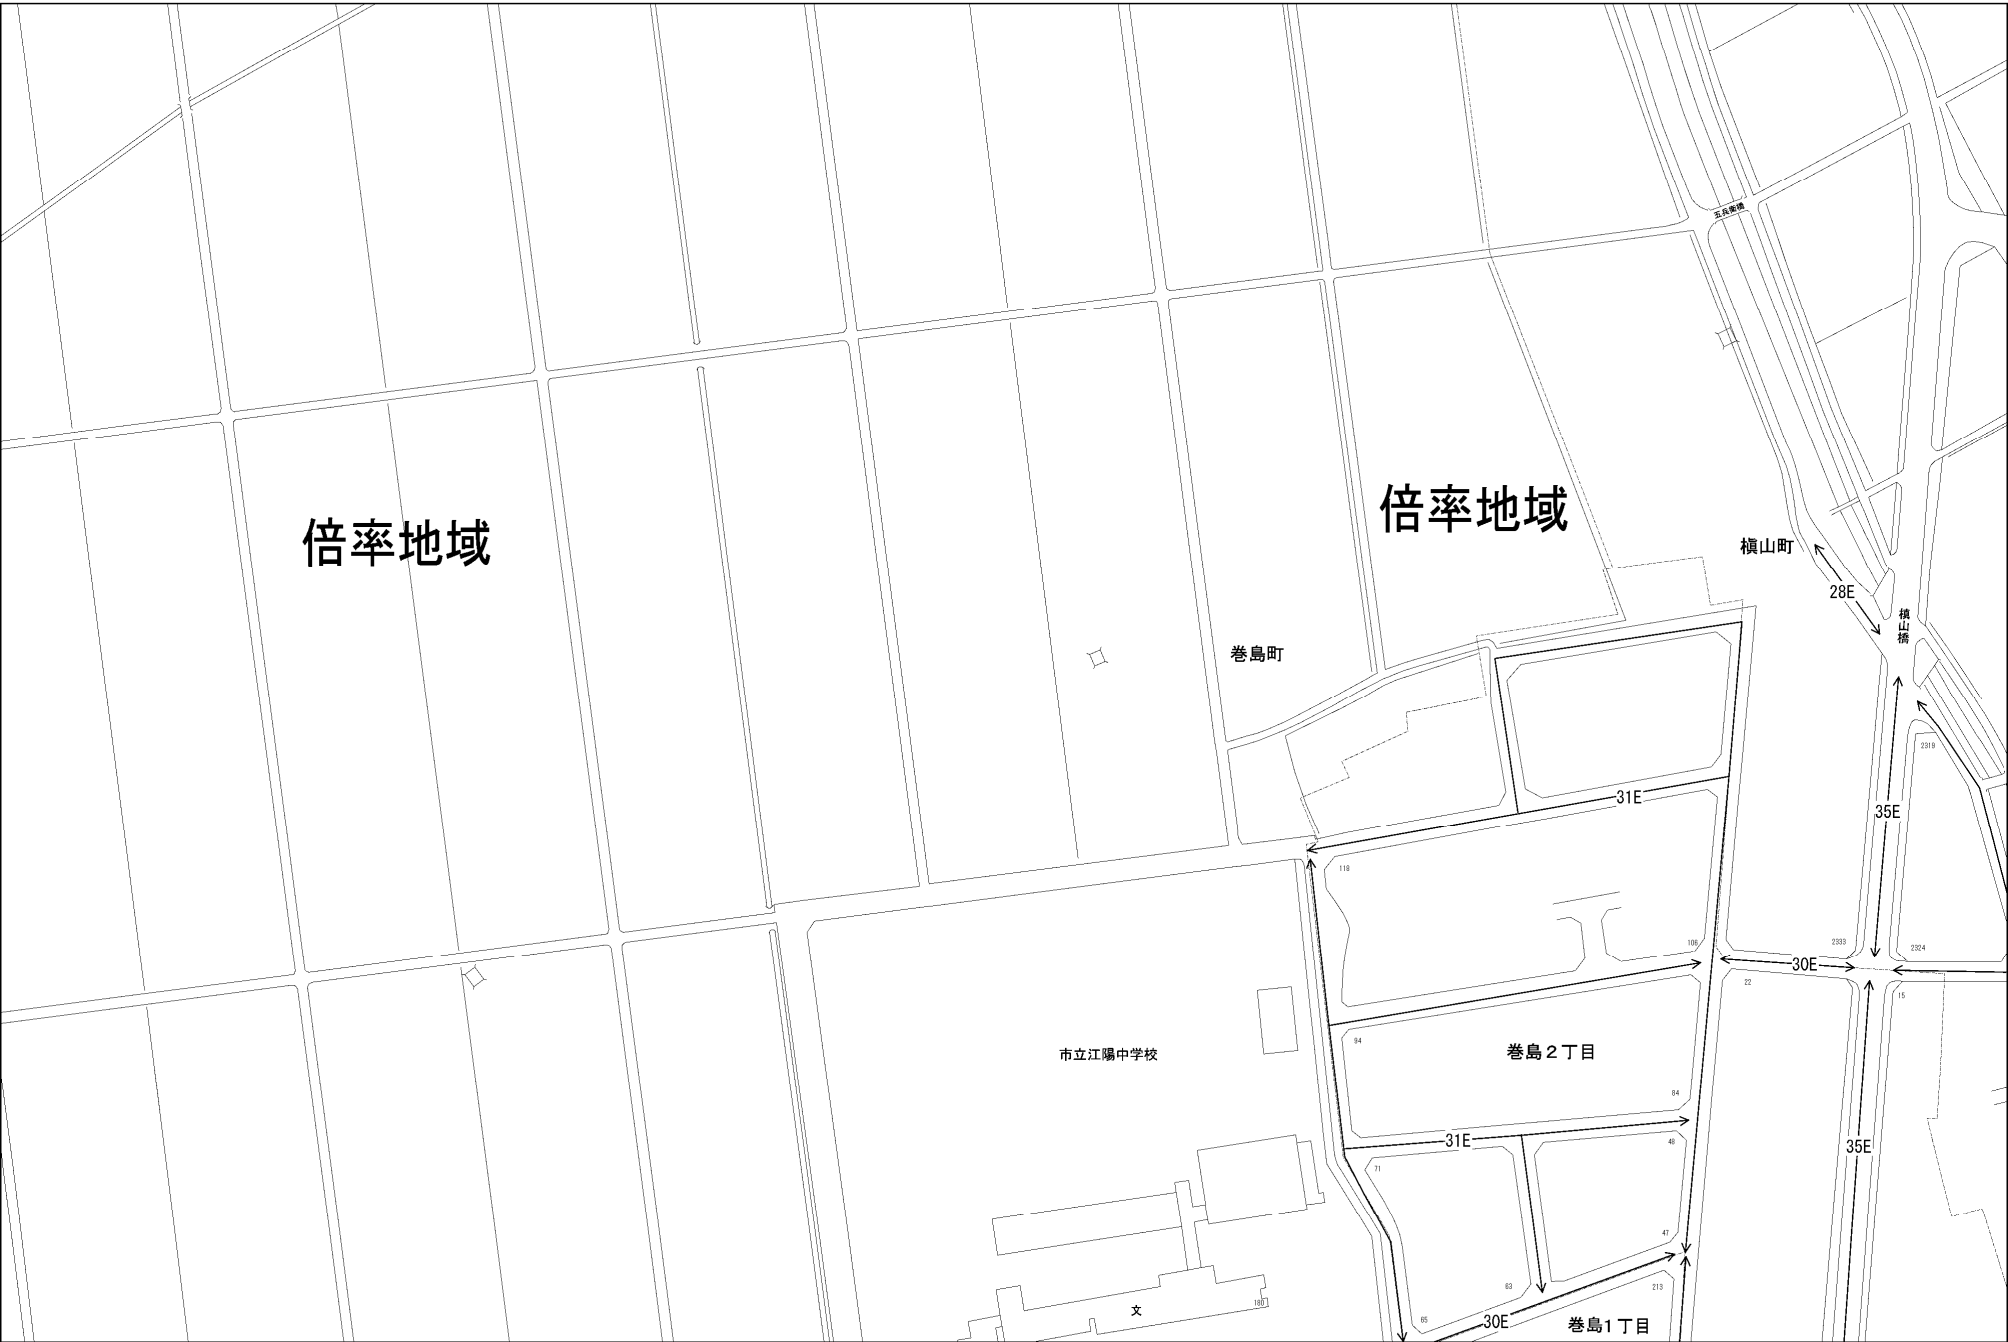 五兵衛橋
倍率地域
倍率地域
槇山町
28E
槇山橋
巻島町
2319
31E
35E
118
106
2333
2324
30E
22
15
94
市立江陽中学校
巻島2丁目
84
31E
48
35E
71
47
63
213
180
文
65
30E
巻島1丁目